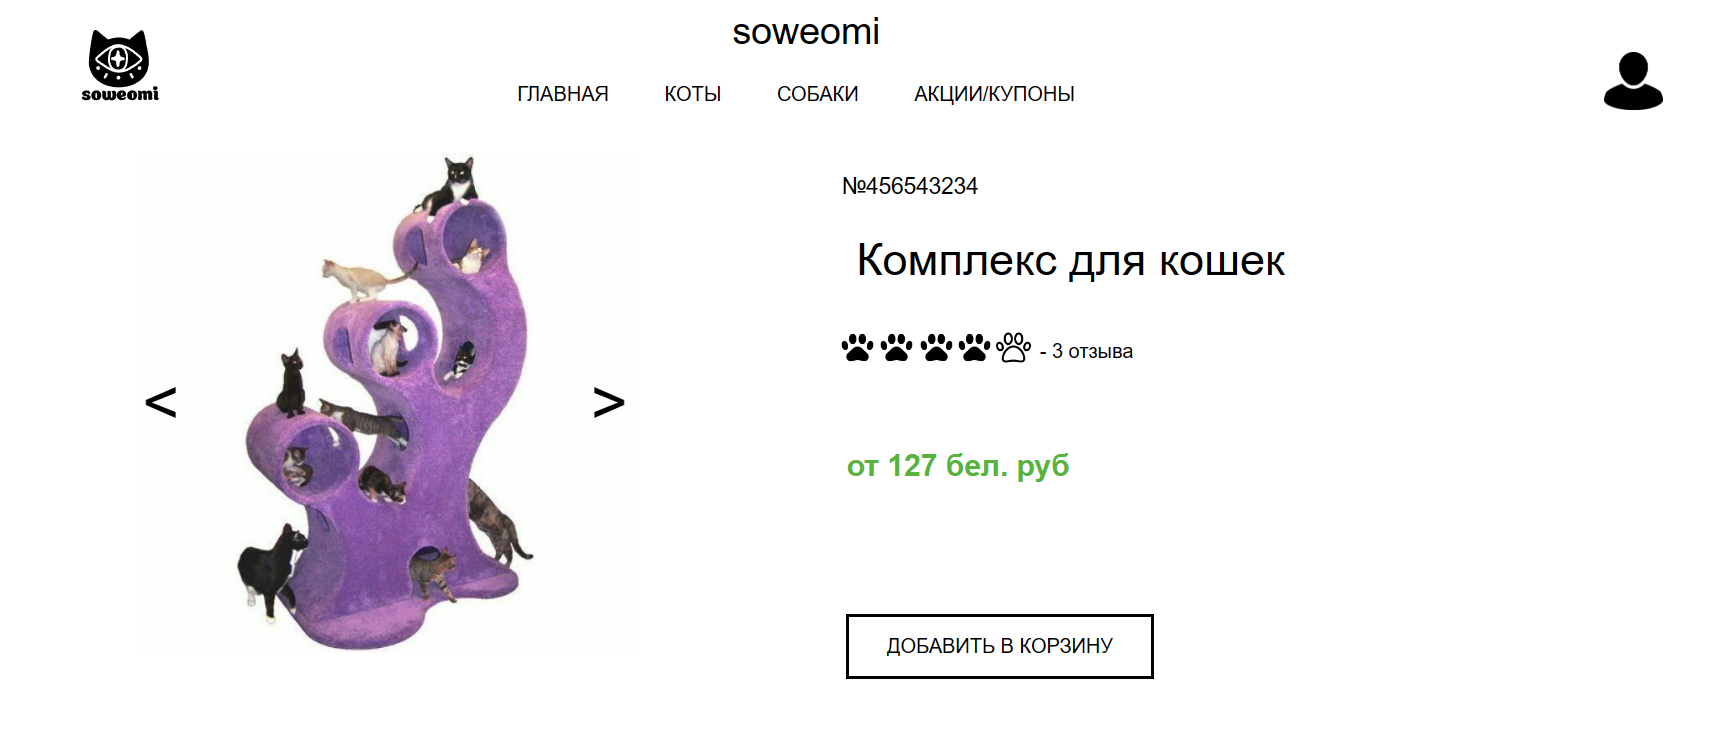 soweomi
soweomi
ГЛАВНАЯ КОТЫ СОБАКИ АКЦИИ/КУПОНЫ
№456543234
Комплекс для кошек
- 3 отзыва
< >
от 127 бел. руб
ДОБАВИТЬ В КОРЗИНУ